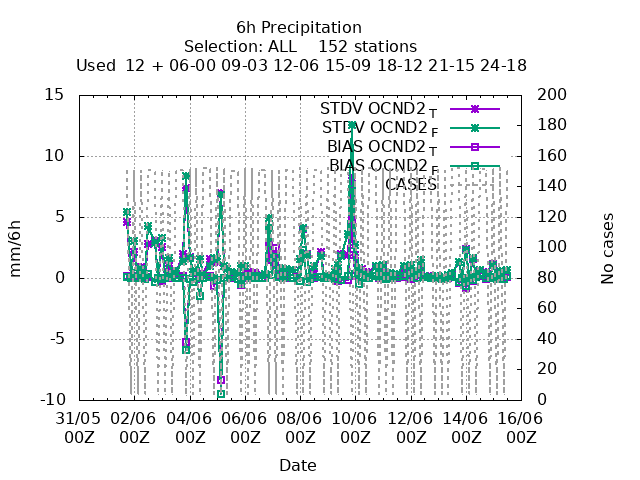 6h Precipitation
Selection: ALL 152 stations
Used 12 + 06-00 09-03 12-06 15-09 18-12 21-15 24-18
STDV OCND2 T
STDV OCND2 F
BIAS OCND2 T
BIAS OCND2 F
CASES
15
10
5
0
-5
-10
mm/6h
200
180
160
140
120
100
80
60
40
20
0
No cases
31/05 02/06 04/06 06/06 08/06 10/06 12/06 14/06 16/06
00Z 00Z 00Z 00Z 00Z 00Z 00Z 00Z 00Z
Date